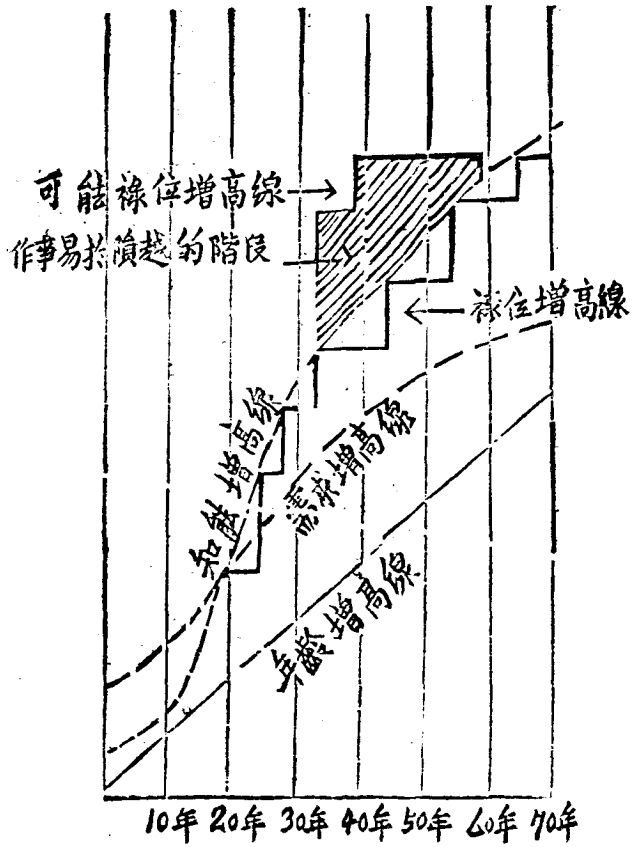 可能祿位增高線
作事易於隕越的階段
祿位增高線
知能增高線
需求增高線
年齡增高線
10年 20年 30年 40年 50年 60年 70年